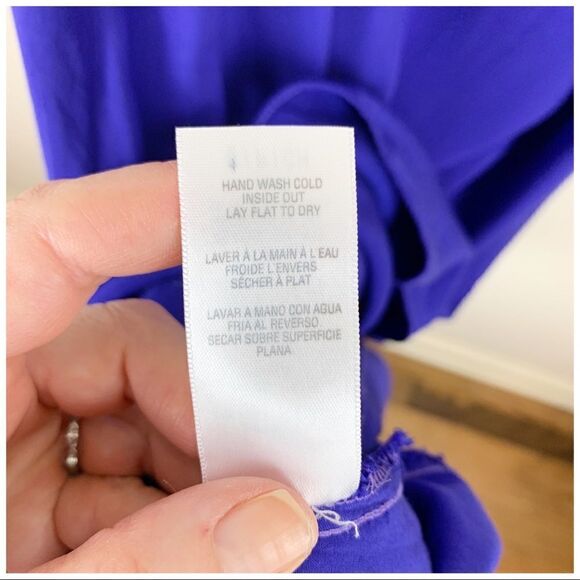 HAND WASH COLD
INSIDE OUT
LAY FLAT TO DRY
LAVER À LA MAIN À L'EAU
FROIDE L'ENVERS
SÉCHER À PLAT
LAVAR A MANO CON AGUA
FRIA AL REVERSO
SECAR SOBRE SUPERFICIE
PLANA